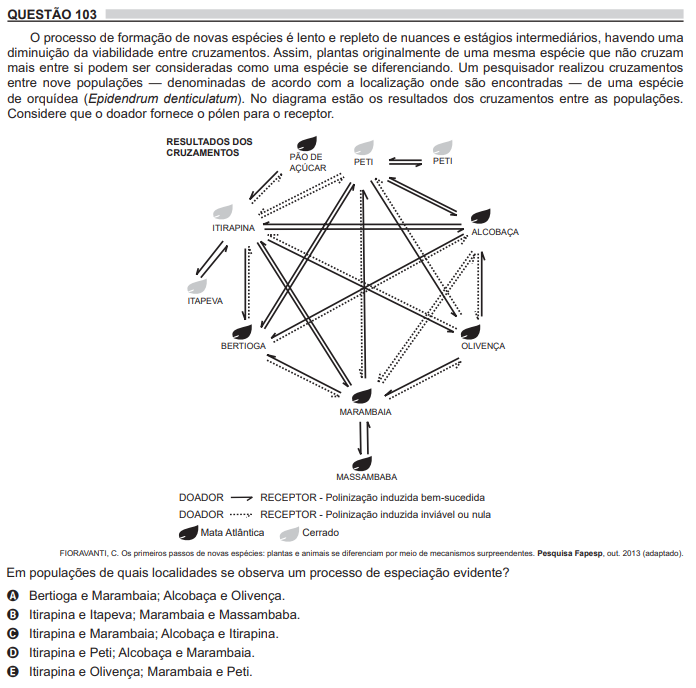 QUESTÃO 103
O processo de formação de novas espécies é lento e repleto de nuances e estágios intermediários, havendo uma
diminuição da viabilidade entre cruzamentos. Assim, plantas originalmente de uma mesma espécie que não cruzam
mais entre si podem ser consideradas como uma espécie se diferenciando. Um pesquisador realizou cruzamentos
entre nove populações — denominadas de acordo com a localização onde são encontradas — de uma espécie
de orquídea (Epidendrum denticulatum). No diagrama estão os resultados dos cruzamentos entre as populações.
Considere que o doador fornece o pólen para o receptor.
RESULTADOS DOS
CRUZAMENTOS
PÃO DE
AÇÚCAR
PETI
PETI
ITIRAPINA
ALCOBAÇA
ITAPEVA
BERTIOGA
OLIVENÇA
MARAMBAIA
MASSAMBABA
DOADOR RECEPTOR - Polinização induzida bem-sucedida
DOADOR RECEPTOR - Polinização induzida inviável ou nula
Mata Atlântica Cerrado
FIORAVANTI, C. Os primeiros passos de novas espécies: plantas e animais se diferenciam por meio de mecanismos surpreendentes. Pesquisa Fapesp, out. 2013 (adaptado).
Em populações de quais localidades se observa um processo de especiação evidente?
A Bertioga e Marambaia; Alcobaça e Olivença.
B Itirapina e Itapeva; Marambaia e Massambaba.
C Itirapina e Marambaia; Alcobaça e Itirapina.
D Itirapina e Peti; Alcobaça e Marambaia.
E Itirapina e Olivença; Marambaia e Peti.